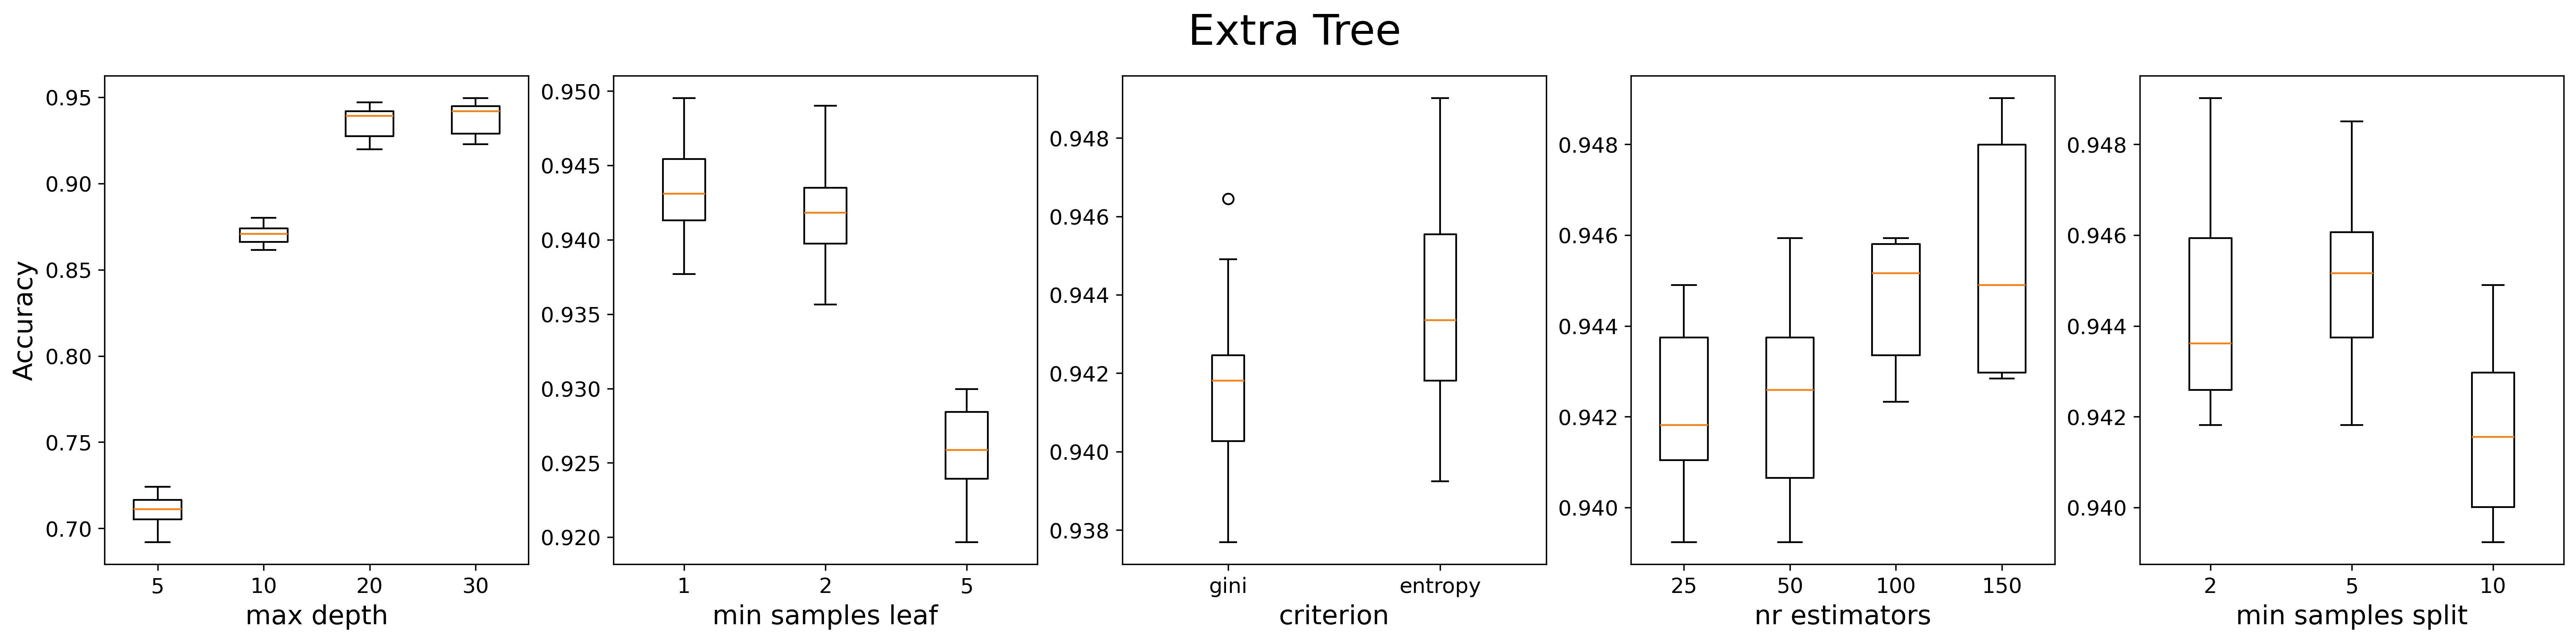 Extra Tree
Accuracy
0.95
0.90
0.85
0.80
0.75
0.70
5 10 20 30
max depth
0.950
0.945
0.940
0.935
0.930
0.925
0.920
1 2 5
min samples leaf
0.948
0.946
0.944
0.942
0.940
0.938
gini entropy
criterion
0.948
0.946
0.944
0.942
0.940
25 50 100 150
nr estimators
0.948
0.946
0.944
0.942
0.940
2 5 10
min samples split